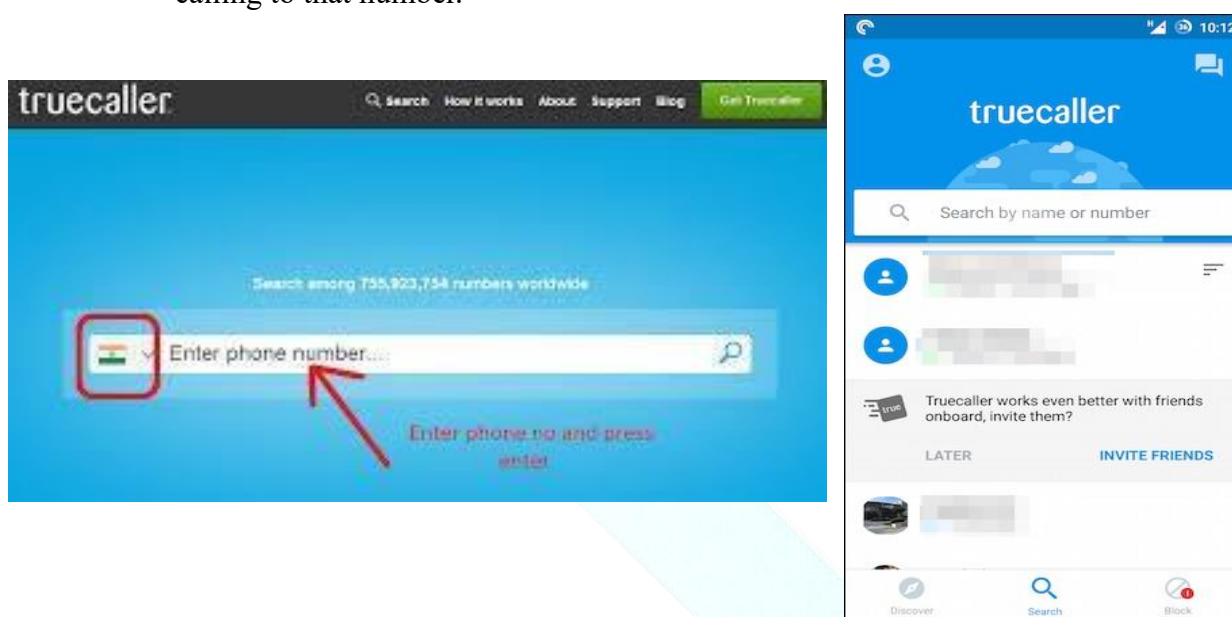 calling to that number.
truecaller
Search How it works About Support Blog Get Truecaller
Search among 755,923,754 numbers worldwide
Enter phone number...
Enter phone no and press
enter
10:12
truecaller
Search by name or number
true
Truecaller works even better with friends
onboard, invite them?
LATER INVITE FRIENDS
Discover Search Block